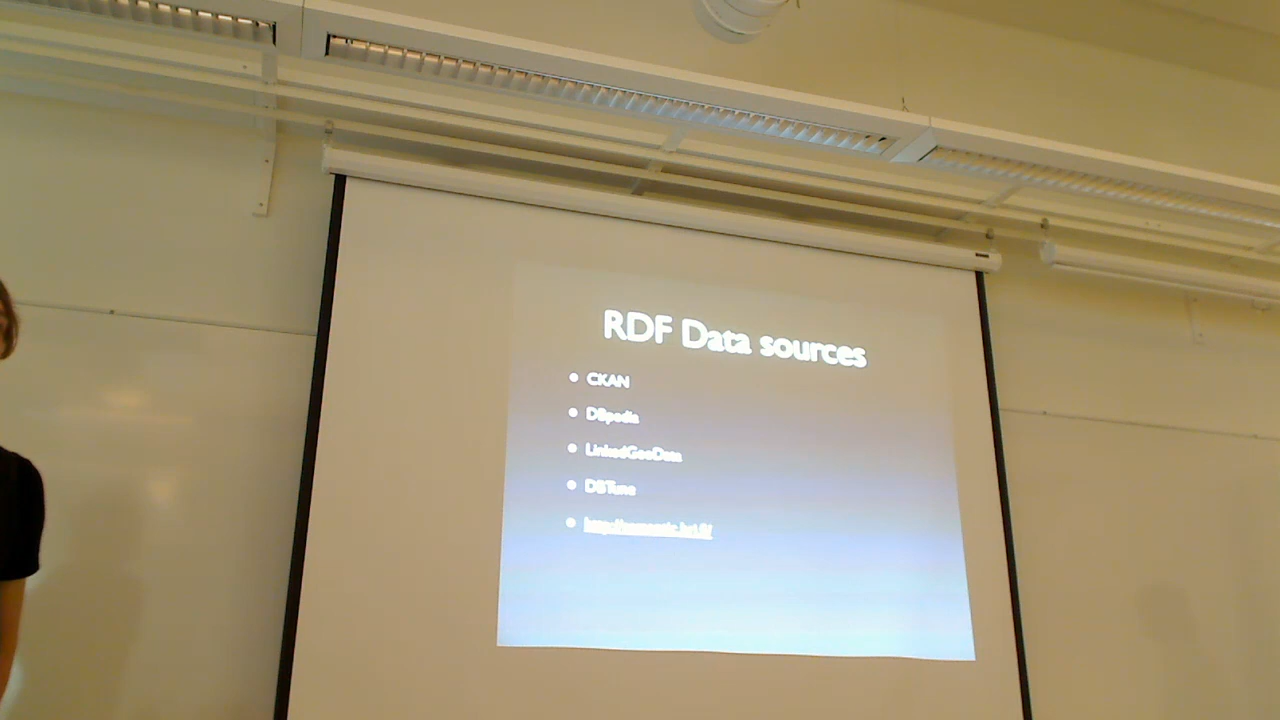 RDF Data sources
CKAN
DBpedia
LinkedGeoData
DBTune